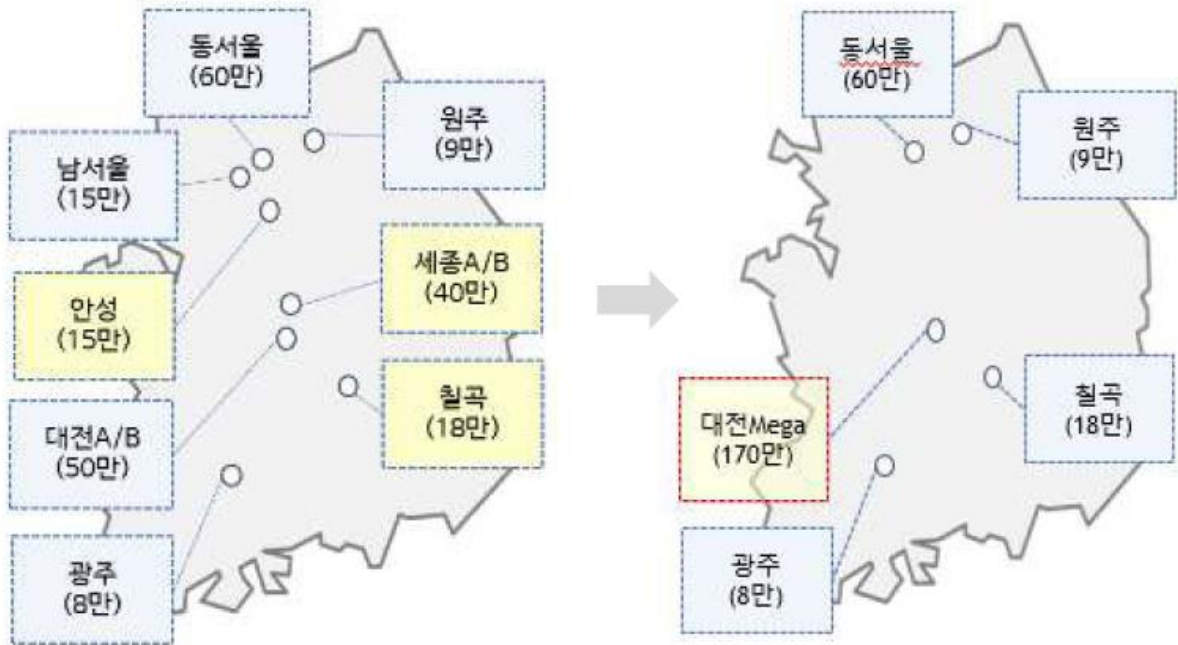 동서울
(60만)
원주
(9만)
남서울
(15만)
세종A/B
(40만)
안성
(15만)
칠곡
(18만)
대전A/B
(50만)
광주
(8만)
동서울
(60만)
원주
(9만)
대전Mega
(170만)
칠곡
(18만)
광주
(8만)